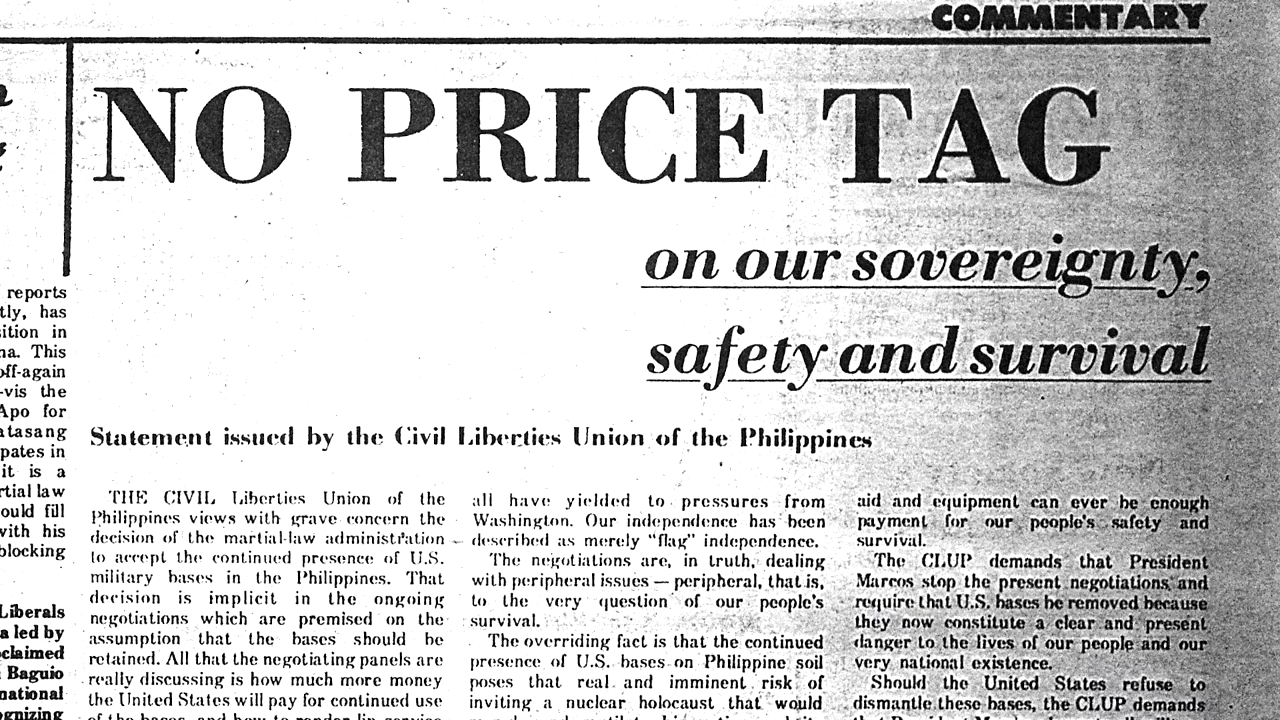 COMMENTARY
NO PRICE TAG
on our sovereignty,
safety and survival
Statement issued by the Civil Liberties Union of the Philippines
reports
tly, has
ition in
na. This
off-again
-vis the
Apo for
atasang
pates in
it is a
rtial law
ould fill
with his
blocking
Liberals
a led by
claimed
Baguio
national
ognizing
THE CIVIL Liberties Union of the
Philippines views with grave concern the
decision of the martial-law administration
to accept the continued presence of U.S.
military bases in the Philippines. That
decision is implicit in the ongoing
negotiations which are premised on the
assumption that the bases should be
retained. All that the negotiating panels are
really discussing is how much more money
the United States will pay for continued use
of the bases, and how to render lip service
all have yielded to pressures from
Washington. Our independence has been
described as merely "flag" independence.
The negotiations are, in truth, dealing
with peripheral issues — peripheral, that is,
to the very question of our people's
survival.
The overriding fact is that the continued
presence of U.S. bases on Philippine soil
poses that real and imminent risk of
inviting a nuclear holocaust that would
aid and equipment can ever be enough
payment for our people's safety and
survival.
The CLUP demands that President
Marcos stop the present negotiations and
require that U.S. bases be removed because
they now constitute a clear and present
danger to the lives of our people and our
very national existence.
Should the United States refuse to
dismantle these bases, the CLUP demands